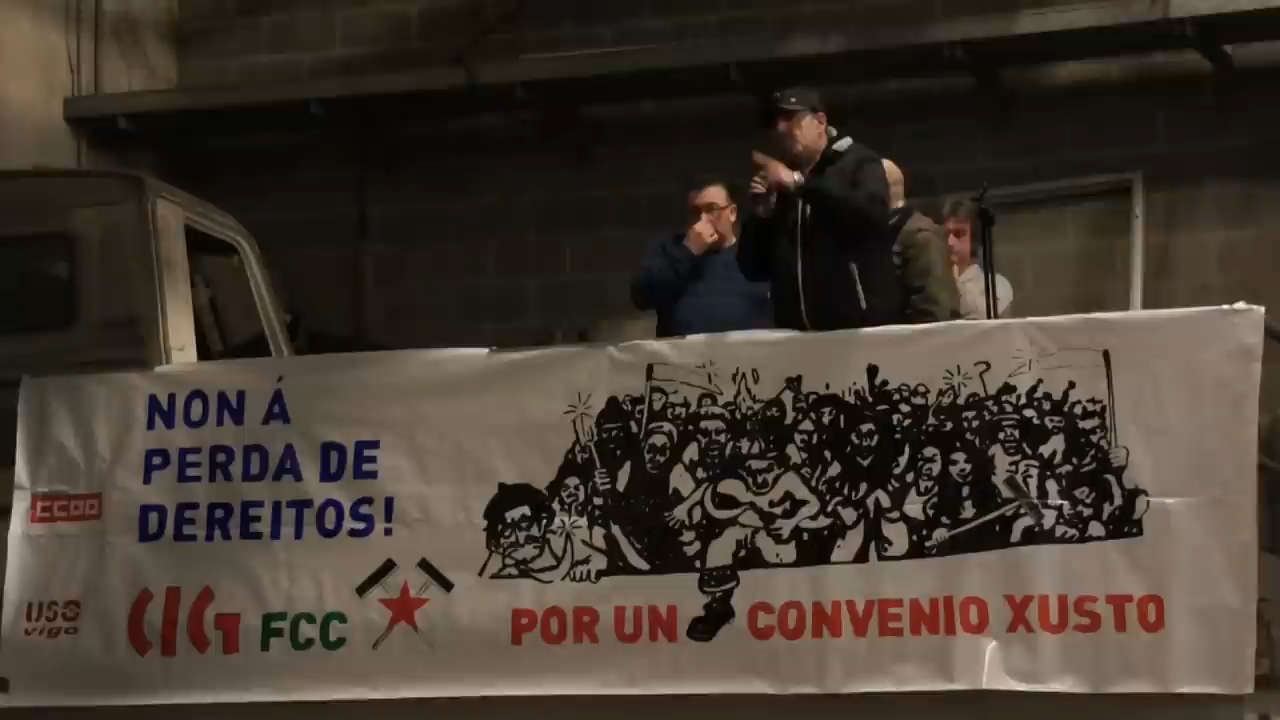 NON Á
PERDA DE
DEREITOS!
CCOO
USO
vigo
CIG FCC
POR UN CONVENIO XUSTO